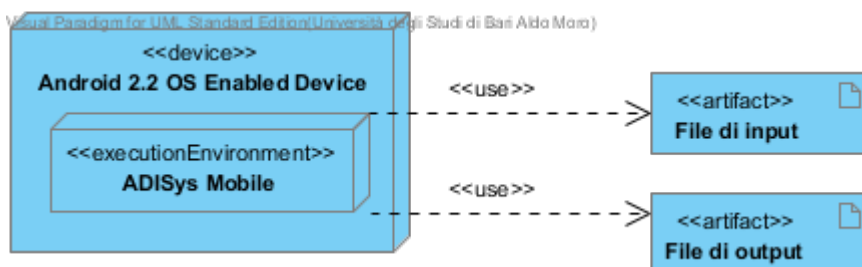 Visual Paradigm for UML Standard Edition(Università degli Studi di Bari Aldo Moro)
<<device>>
Android 2.2 OS Enabled Device
<<executionEnvironment>>
ADISys Mobile
<<use>>
<<artifact>>
File di input
<<use>>
<<artifact>>
File di output